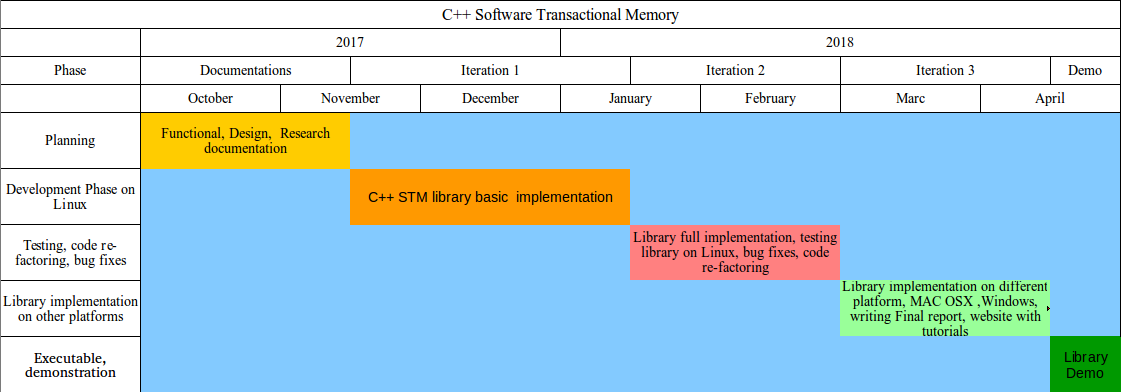 C++ Software Transactional Memory
2017 2018
Phase Documentations Iteration 1 Iteration 2 Iteration 3 Demo
October November December January February Marc April
Planning
Functional, Design, Research
documentation
Development Phase on
Linux
C++ STM library basic implementation
Testing, code re-
factoring, bug fixes
Library full implementation, testing
library on Linux, bug fixes, code
re-factoring
Library implementation
on other platforms
Library implementation on different
platform, MAC OSX ,Windows,
writing Final report, website with
tutorials
Executable,
demonstration
Library
Demo